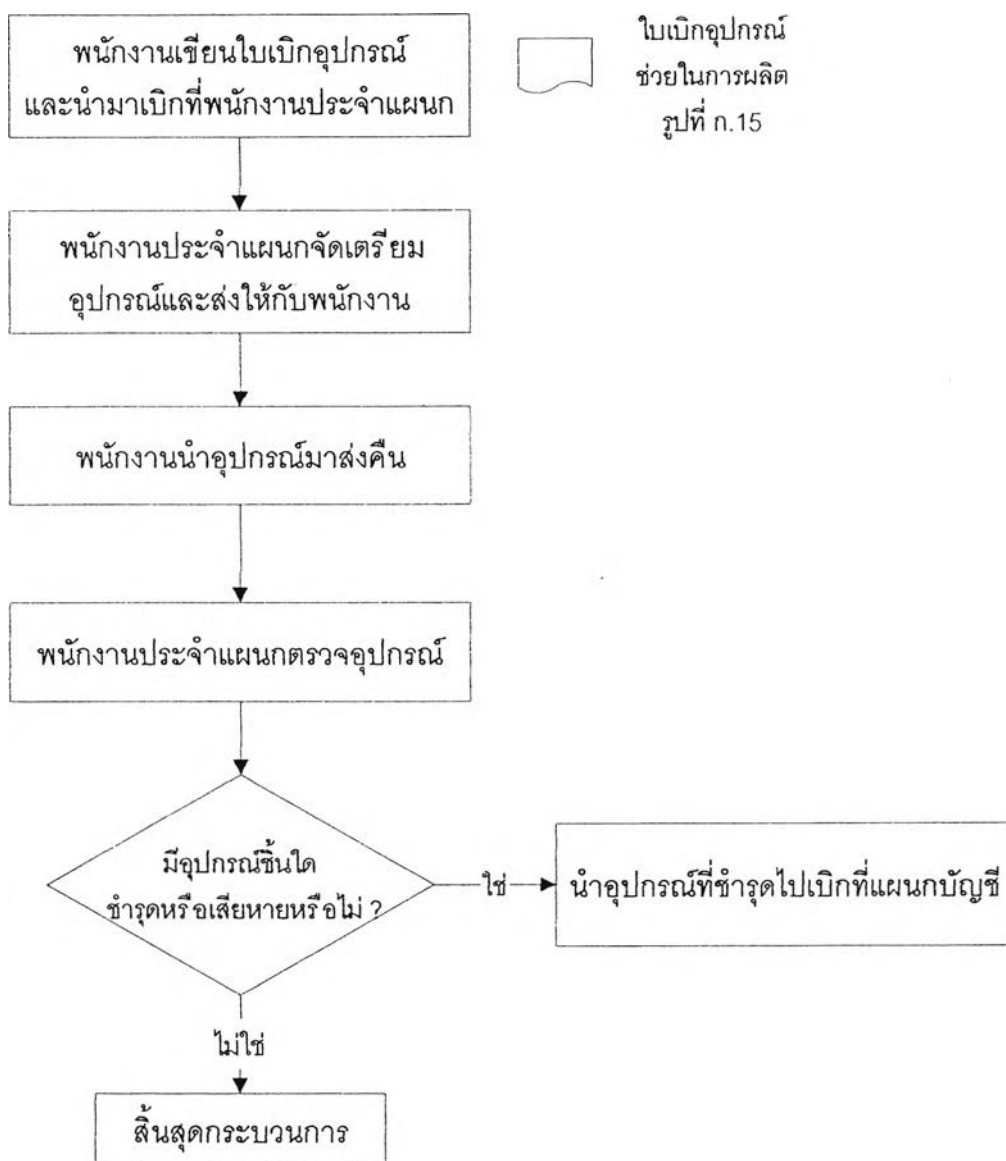 พนักงานเขียนใบเบิกอุปกรณ์
และนำมาเบิกที่พนักงานประจำแผนก
ใบเบิกอุปกรณ์
ช่วยในการผลิต
รูปที่ ก.15
พนักงานประจำแผนกจัดเตรียม
อุปกรณ์และส่งให้กับพนักงาน
พนักงานนำอุปกรณ์มาส่งคืน
พนักงานประจำแผนกตรวจอุปกรณ์
มีอุปกรณ์ชิ้นใด
ชำรุดหรือเสียหายหรือไม่ ?
ใช่
นำอุปกรณ์ที่ชำรุดไปเบิกที่แผนกบัญชี
ไม่ใช่
สิ้นสุดกระบวนการ